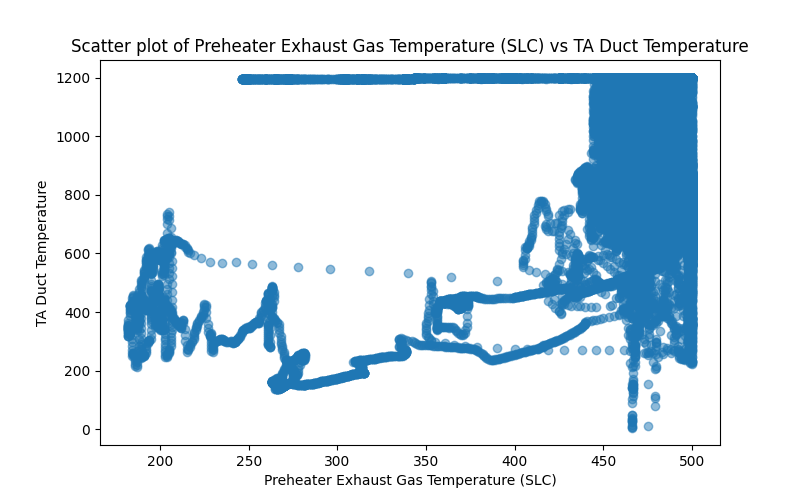 Scatter plot of Preheater Exhaust Gas Temperature (SLC) vs TA Duct Temperature
1200
1000
800
600
400
200
0
TA Duct Temperature
200 250 300 350 400 450 500
Preheater Exhaust Gas Temperature (SLC)